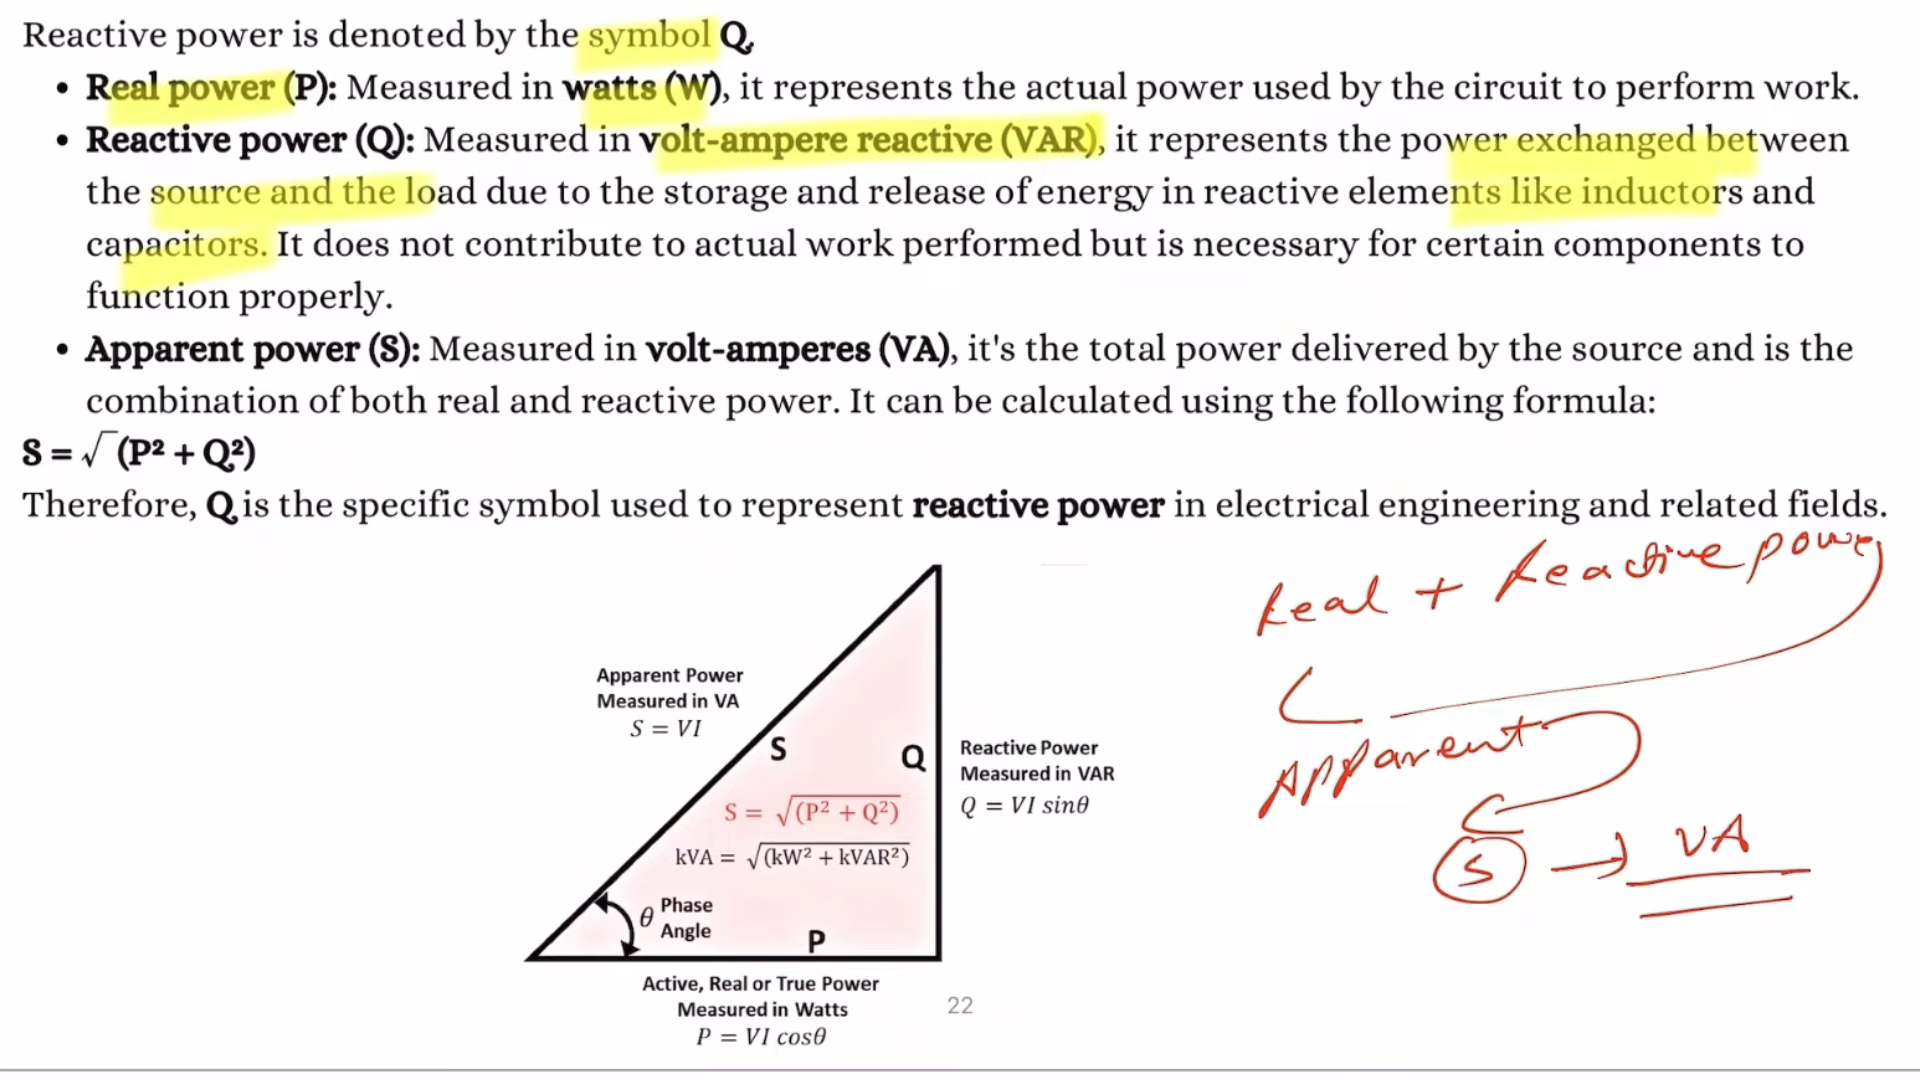 Reactive power is denoted by the symbol Q.
• Real power (P): Measured in watts (W), it represents the actual power used by the circuit to perform work.
• Reactive power (Q): Measured in volt-ampere reactive (VAR), it represents the power exchanged between
the source and the load due to the storage and release of energy in reactive elements like inductors and
capacitors. It does not contribute to actual work performed but is necessary for certain components to
function properly.
• Apparent power (S): Measured in volt-amperes (VA), it's the total power delivered by the source and is the
combination of both real and reactive power. It can be calculated using the following formula:
S = √ (P² + Q²)
Therefore, Q is the specific symbol used to represent reactive power in electrical engineering and related fields.
Real + Reactive power
Apparent
S → VA
Apparent Power
Measured in VA
S = VI
S
Q
Reactive Power
Measured in VAR
Q = VI sinθ
S = √(P² + Q²)
kVA = √(kW² + kVAR²)
θ Phase
Angle
P
Active, Real or True Power
Measured in Watts
P = VI cosθ
22